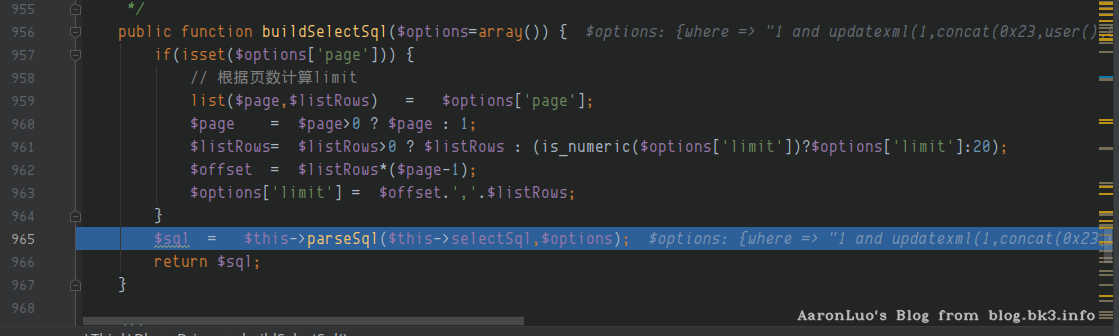 955 */
956 public function buildSelectSql($options=array()) { $options: {where => "1 and updatexml(1,concat(0x23,user()
957 if(isset($options['page'])) {
958 // 根据页数计算limit
959 list($page,$listRows) = $options['page'];
960 $page = $page>0 ? $page : 1;
961 $listRows= $listRows>0 ? $listRows : (is_numeric($options['limit'])?$options['limit']:20);
962 $offset = $listRows*($page-1);
963 $options['limit'] = $offset.','.$listRows;
964 }
965 $sql = $this->parseSql($this->selectSql,$options); $options: {where => "1 and updatexml(1,concat(0x23
966 return $sql;
967 }
968
AaronLuo's Blog from blog.bk3.info